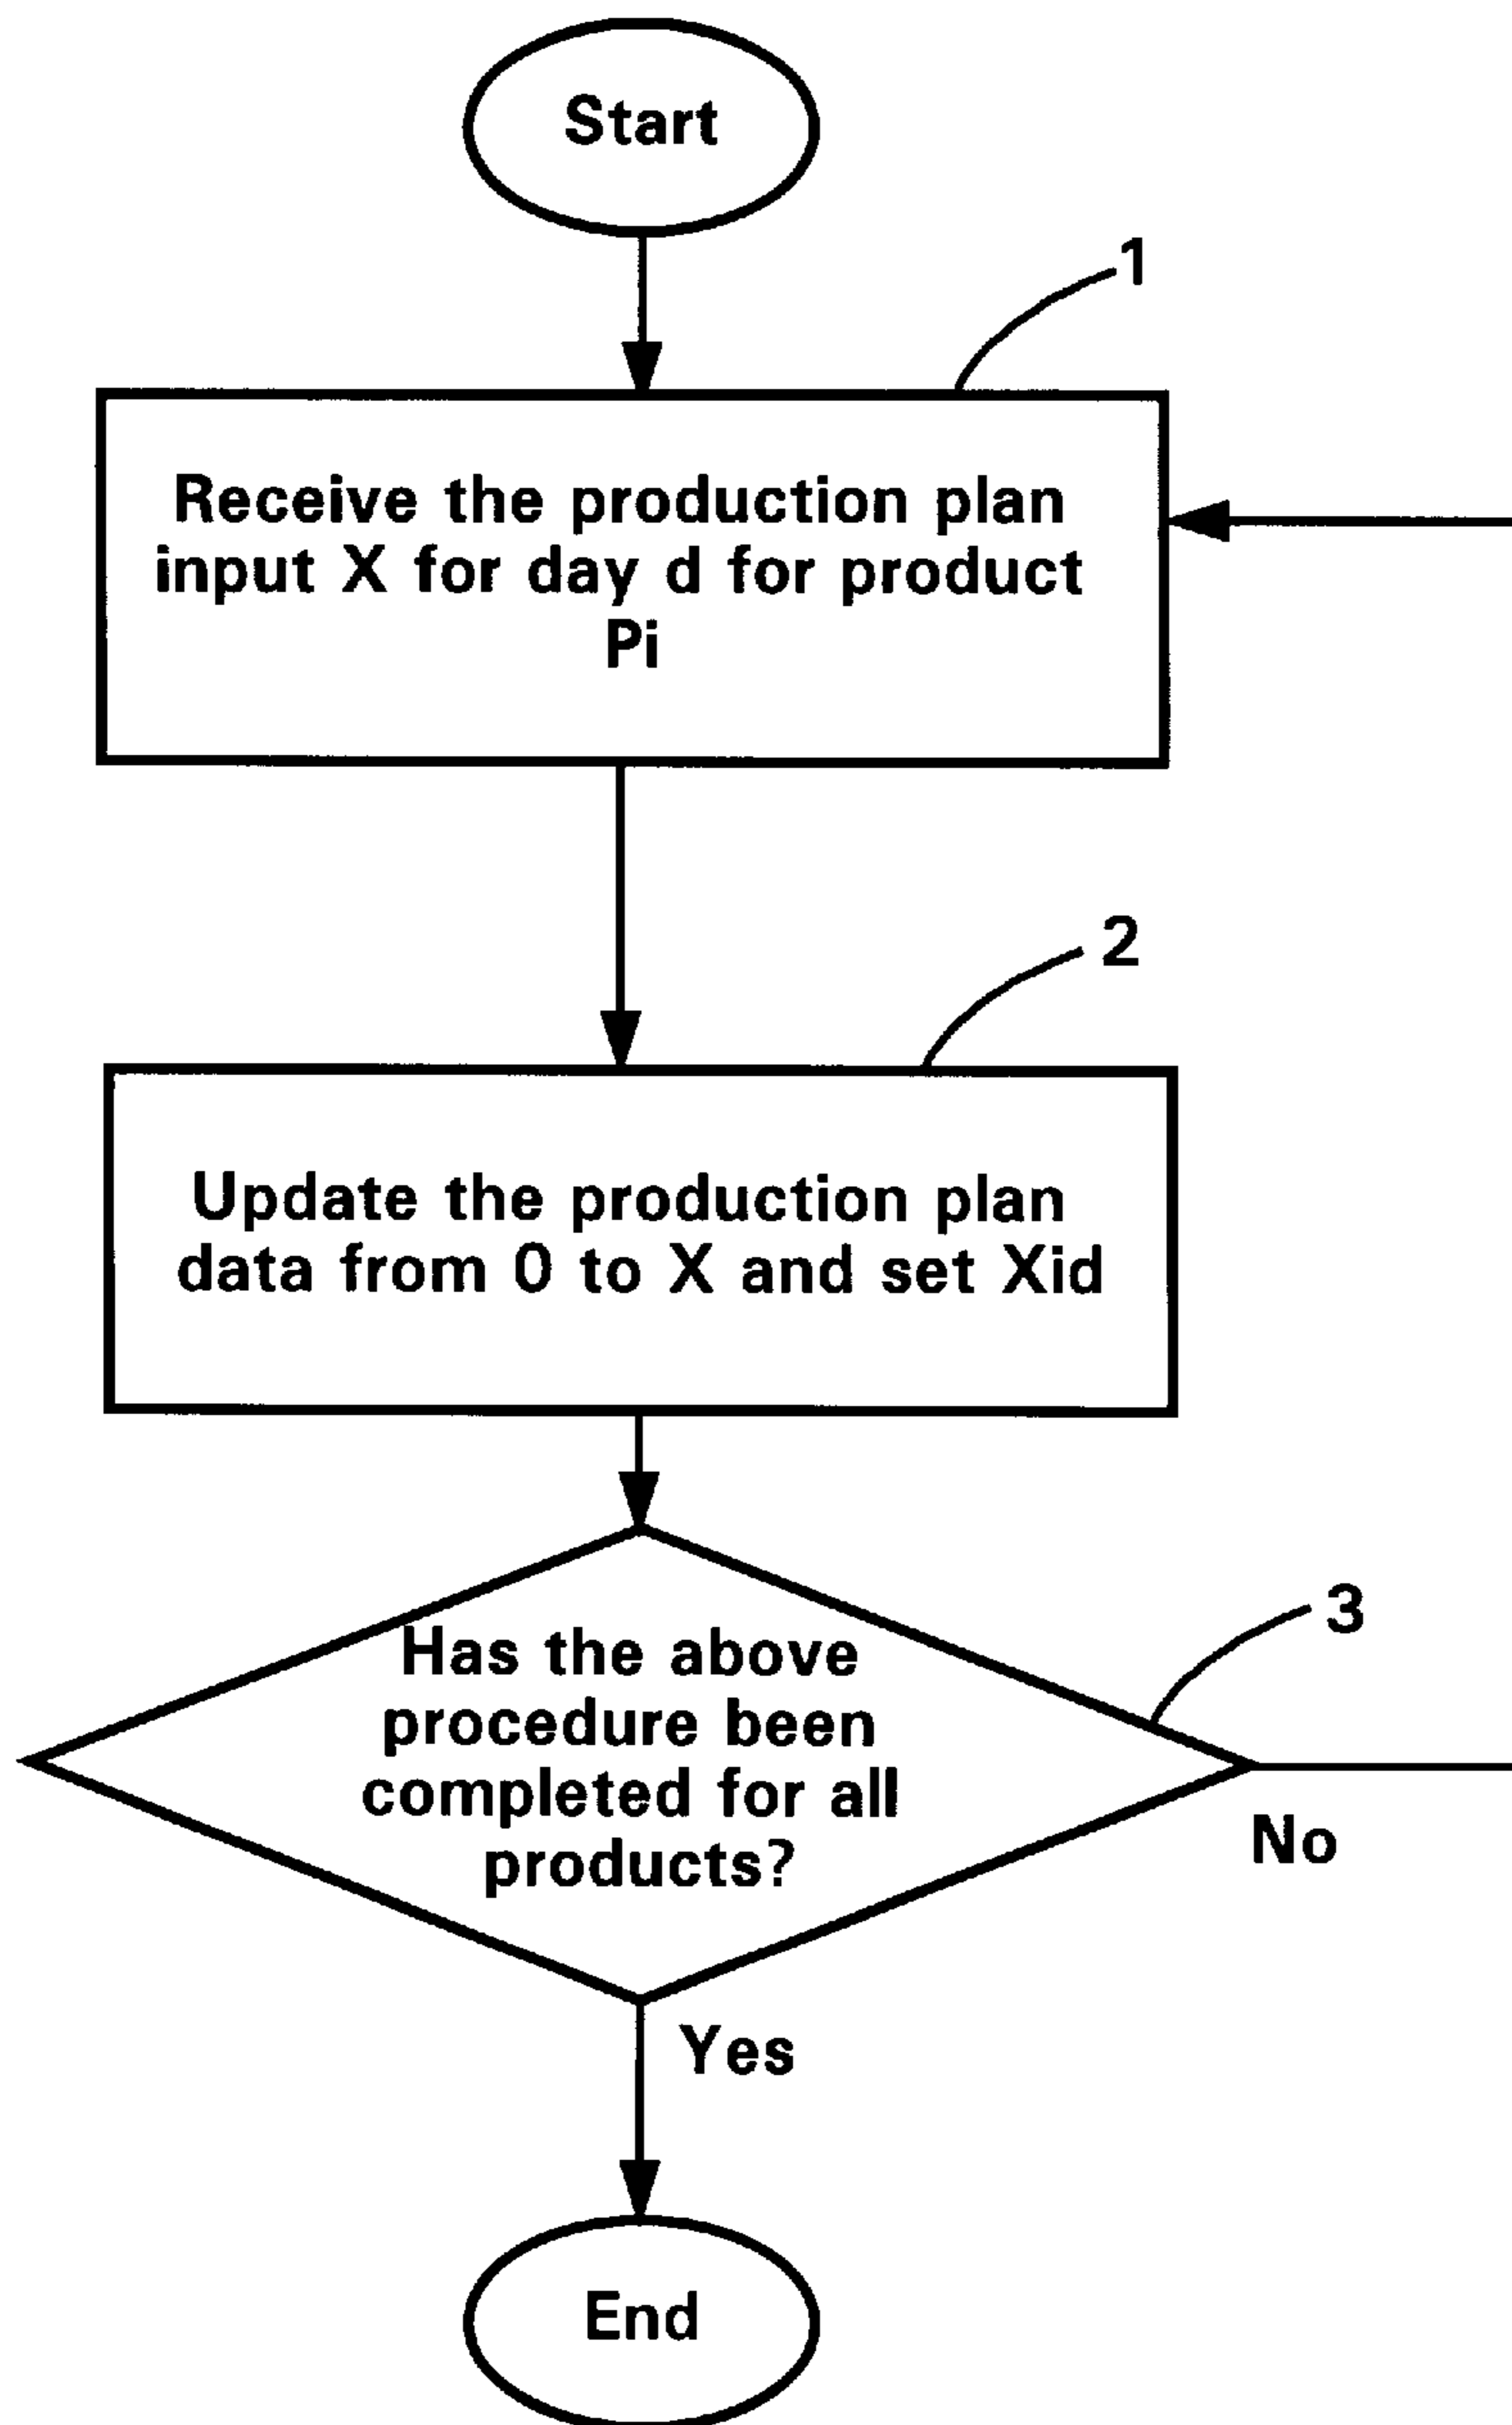 Start
1
Receive the production plan
input X for day d for product
Pi
2
Update the production plan
data from 0 to X and set Xid
3
Has the above
procedure been
completed for all
products?
No
Yes
End